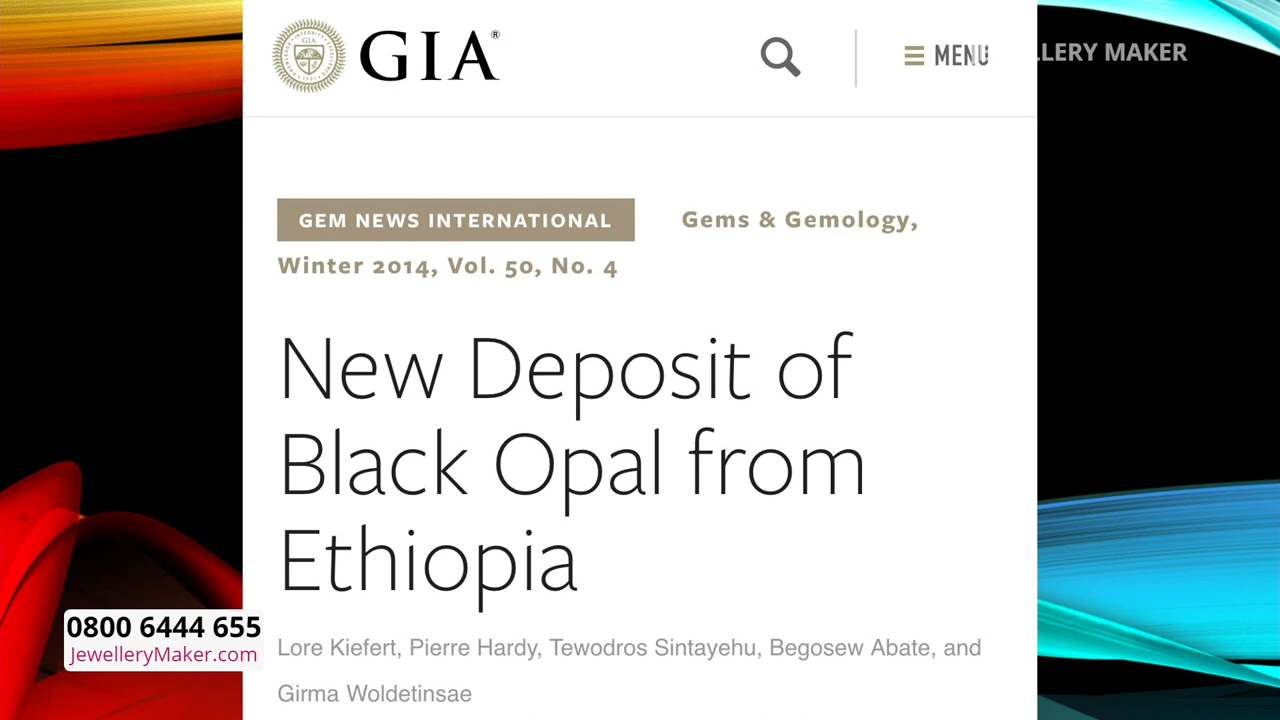 GIA®
MENU
LLERY MAKER
GEM NEWS INTERNATIONAL
Gems & Gemology,
Winter 2014, Vol. 50, No. 4
New Deposit of
Black Opal from
Ethiopia
0800 6444 655
JewelleryMaker.com
Lore Kiefert, Pierre Hardy, Tewodros Sintayehu, Begosew Abate, and
Girma Woldetinsae